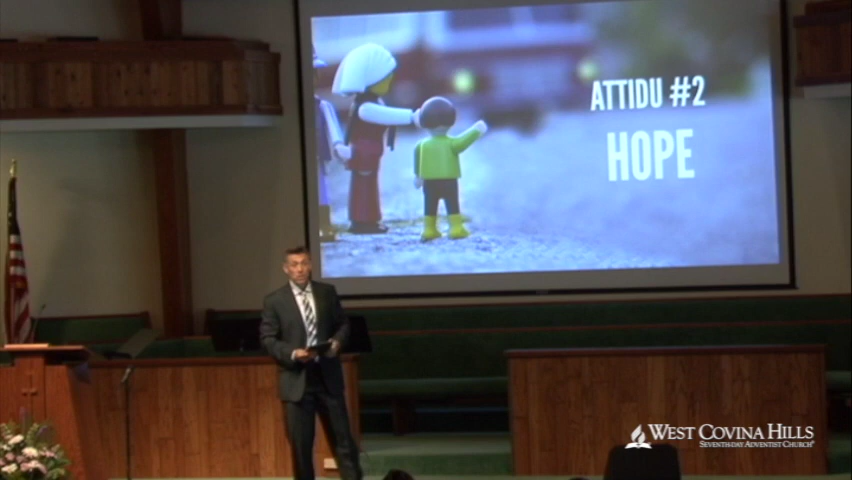 ATTIDU #2
HOPE
WEST COVINA HILLS
SEVENTH-DAY ADVENTIST CHURCH